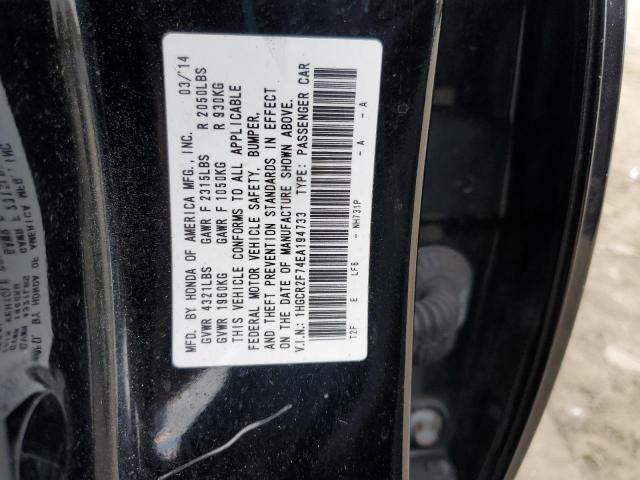 MFD. BY HONDA OF AMERICA MFG., INC. 03/'14
GVWR 4321LBS GAWR F 2315LBS R 2050LBS
GVWR 1960KG GAWR F 1050KG R 930KG
THIS VEHICLE CONFORMS TO ALL APPLICABLE
FEDERAL MOTOR VEHICLE SAFETY, BUMPER,
AND THEFT PREVENTION STANDARDS IN EFFECT
ON THE DATE OF MANUFACTURE SHOWN ABOVE.
V.I.N.: 1HGCR2F74EA194733 TYPE: PASSENGER CAR
T2F E LF6 - NH731P - A - A